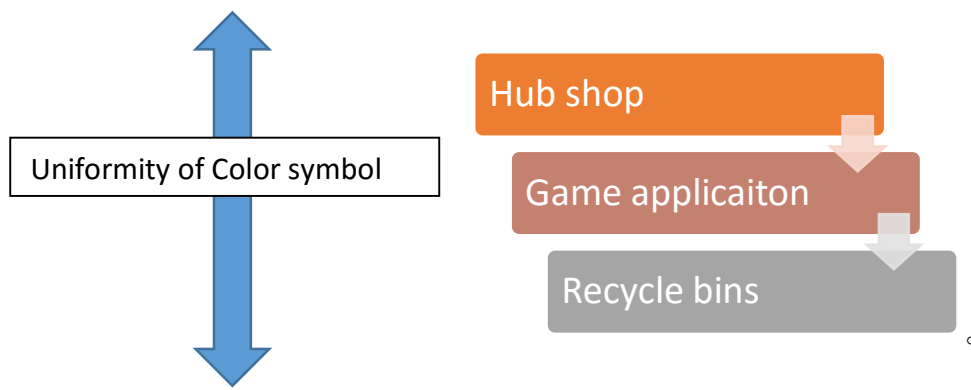 Uniformity of Color symbol
Hub shop
Game applicaiton
Recycle bins